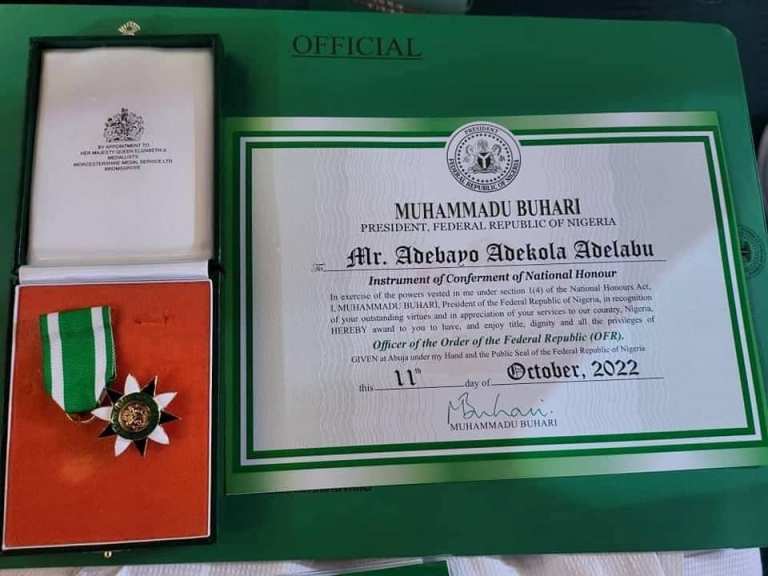 OFFICIAL
BY APPOINTMENT TO
HER MAJESTY QUEEN ELIZABETH II
MEDALLISTS
WORCESTERSHIRE MEDAL SERVICE LTD
BROMSGROVE
PRESIDENT
FEDERAL REPUBLIC OF NIGERIA
MUHAMMADU BUHARI
PRESIDENT, FEDERAL REPUBLIC OF NIGERIA
To Mr. Adebayo Adekola Adelabu
Instrument of Conferment of National Honour
In exercise of the powers vested in me under section 1(4) of the National Honours Act,
I, MUHAMMADU BUHARI, President of the Federal Republic of Nigeria, in recognition
of your outstanding virtues and in appreciation of your services to our country, Nigeria,
HEREBY award to you to have, and enjoy title, dignity and all the privileges of
Officer of the Order of the Federal Republic (OFR).
GIVEN at Abuja under my Hand and the Public Seal of the Federal Republic of Nigeria
this 11th day of October, 2022
MBuhari.
MUHAMMADU BUHARI